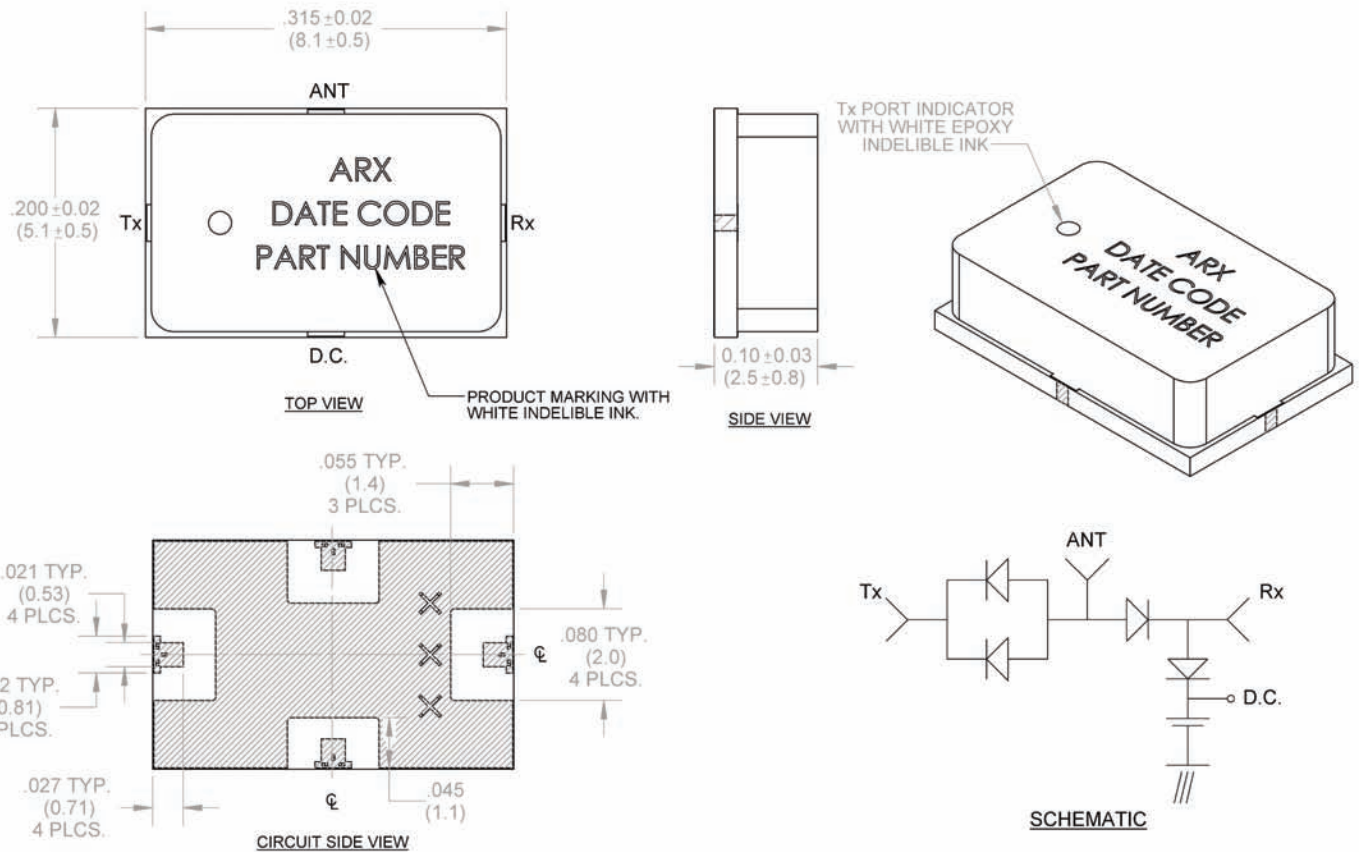 .315±0.02
(8.1±0.5)
ANT
.200±0.02
(5.1±0.5)
Tx
Rx
ARX
DATE CODE
PART NUMBER
D.C.
TOP VIEW
PRODUCT MARKING WITH
WHITE INDELIBLE INK.
0.10±0.03
(2.5±0.8)
SIDE VIEW
Tx PORT INDICATOR
WITH WHITE EPOXY
INDELIBLE INK
ARX
DATE CODE
PART NUMBER
.055 TYP.
(1.4)
3 PLCS.
.021 TYP.
(0.53)
4 PLCS.
2 TYP.
0.81)
PLCS.
.027 TYP.
(0.71)
4 PLCS.
℄
.045
(1.1)
℄
.080 TYP.
(2.0)
4 PLCS.
CIRCUIT SIDE VIEW
ANT
Tx
Rx
D.C.
SCHEMATIC